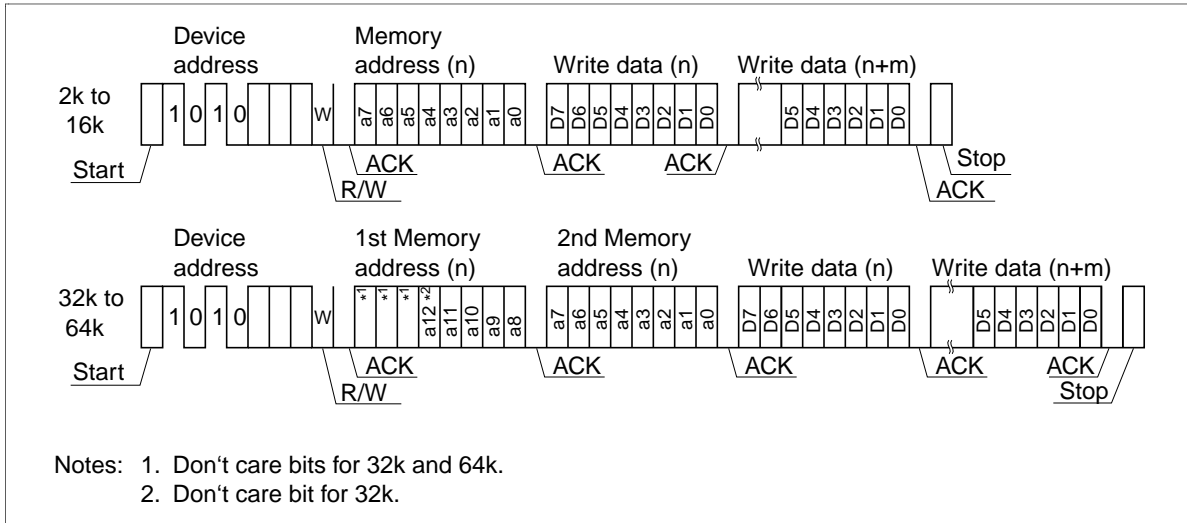 Device Memory
address address (n) Write data (n) Write data (n+m)
2k to
16k
1 0 1 0 W a7 a6 a5 a4 a3 a2 a1 a0 D7 D6 D5 D4 D3 D2 D1 D0 D5 D4 D3 D2 D1 D0
Start ACK ACK ACK Stop
R/W ACK
Device 1st Memory 2nd Memory
address address (n) address (n) Write data (n) Write data (n+m)
32k to
64k
1 0 1 0 W *1 *1 *1 a12 *2 a11 a10 a9 a8 a7 a6 a5 a4 a3 a2 a1 a0 D7 D6 D5 D4 D3 D2 D1 D0 D5 D4 D3 D2 D1 D0
Start ACK ACK ACK ACK ACK
R/W Stop
Notes: 1. Don‘t care bits for 32k and 64k.
2. Don‘t care bit for 32k.